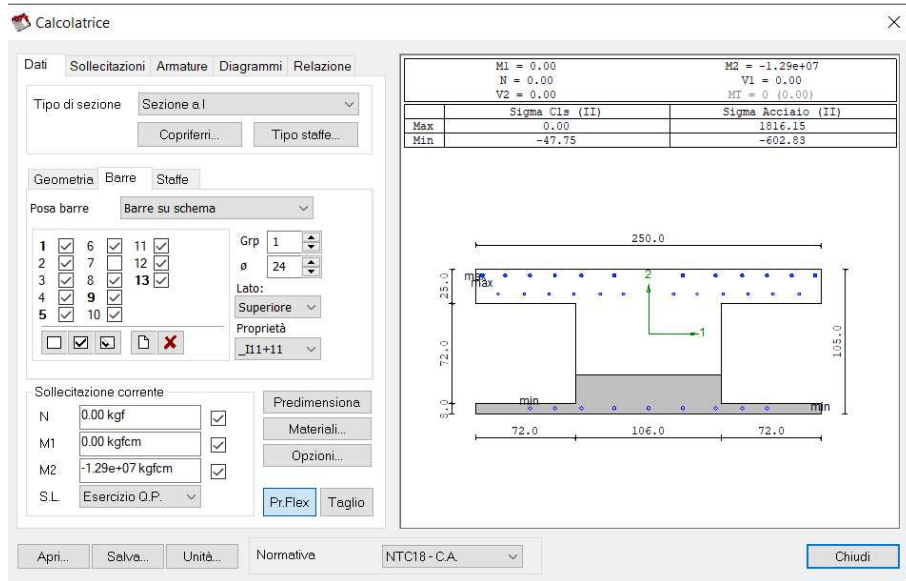 Calcolatrice
Dati Sollecitazioni Armature Diagrammi Relazione
Tipo di sezione Sezione a I
Copriferri... Tipo staffe...
Geometria Barre Staffe
Posa barre Barre su schema
1 6 11
2 7 12
3 8 13
4 9
5 10
Grp 1
ø 24
Lato:
Superiore
Proprietà
_I11+11
Sollecitazione corrente
N 0.00 kgf
M1 0.00 kgfcm
M2 -1.29e+07 kgfcm
S.L. Esercizio Q.P.
Predimensiona
Materiali...
Opzioni...
Pr.Flex Taglio
M1 = 0.00 M2 = -1.29e+07
N = 0.00 V1 = 0.00
V2 = 0.00 MT = 0 (0.00)
Sigma Cls (II) Sigma Acciaio (II)
Max 0.00 1816.15
Min -47.75 -602.83
250.0
max
max
2
1
25.0
72.0
8.0
105.0
min
min
72.0 106.0 72.0
Apri... Salva... Unità... Normativa NTC18 - C.A. Chiudi